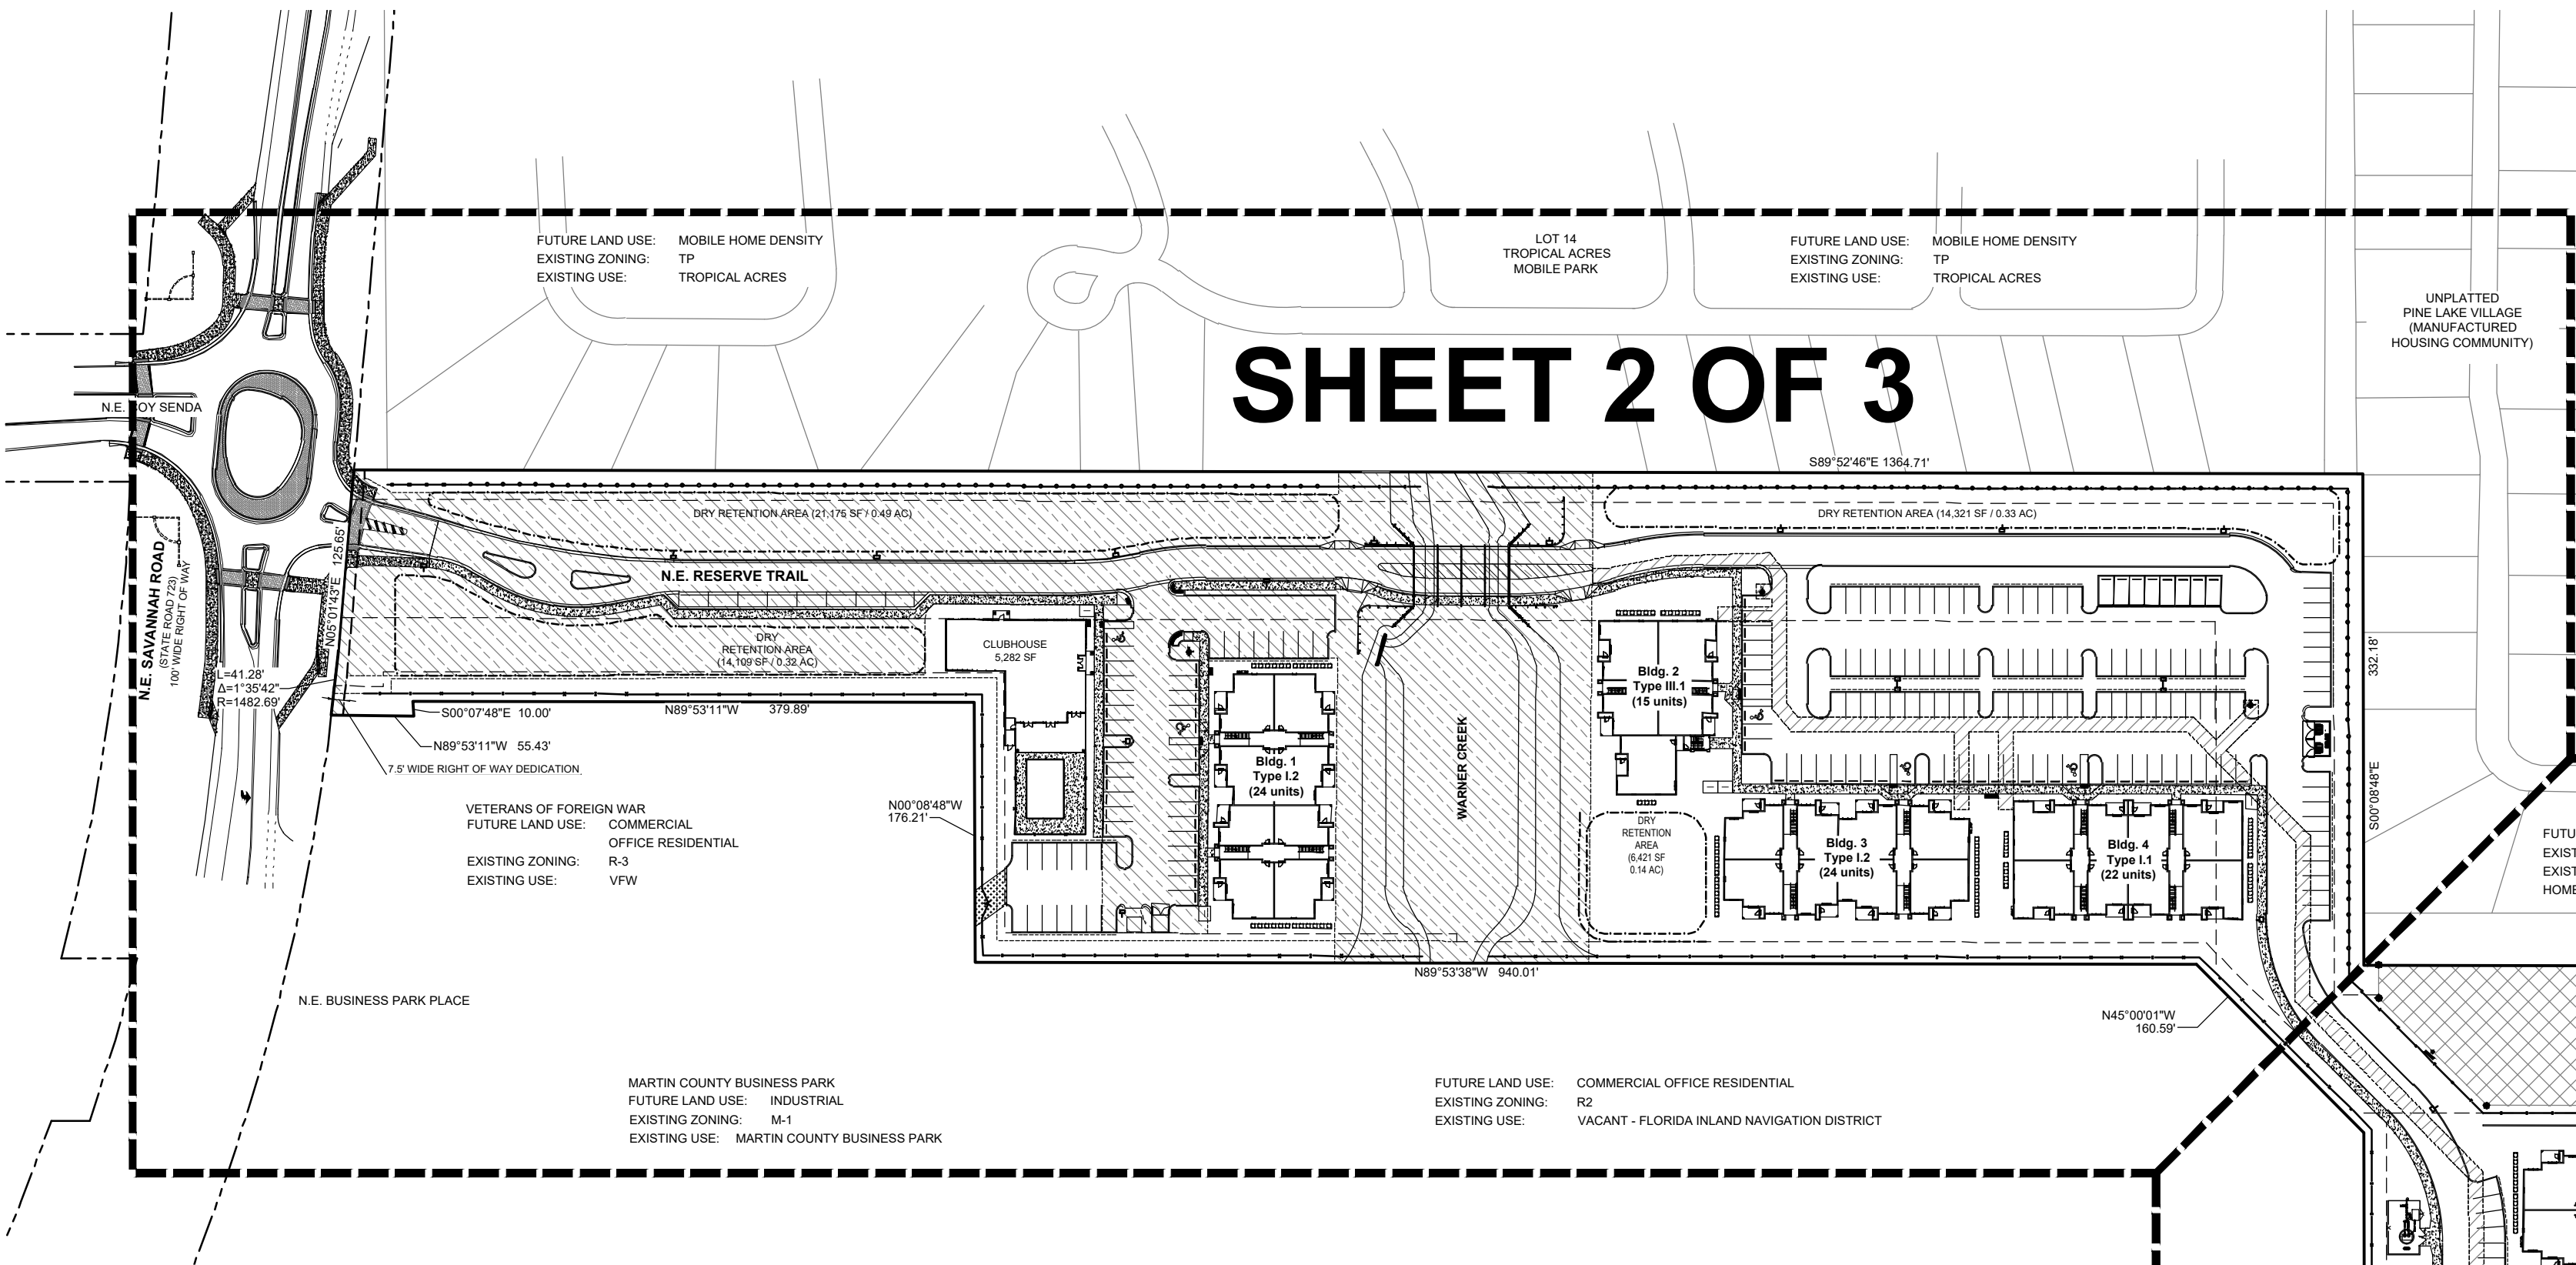 FUTURE LAND USE: MOBILE HOME DENSITY
EXISTING ZONING: TP
EXISTING USE: TROPICAL ACRES
LOT 14
TROPICAL ACRES
MOBILE PARK
FUTURE LAND USE: MOBILE HOME DENSITY
EXISTING ZONING: TP
EXISTING USE: TROPICAL ACRES
UNPLATTED
PINE LAKE VILLAGE
(MANUFACTURED
HOUSING COMMUNITY)
SHEET 2 OF 3
N.E. COY SENDA
S89°52'46"E 1364.71'
DRY RETENTION AREA (21,175 SF / 0.49 AC)
DRY RETENTION AREA (14,321 SF / 0.33 AC)
N.E. SAVANNAH ROAD
(STATE ROAD 723)
100' WIDE RIGHT OF WAY
N05°01'43"E 125.65'
N.E. RESERVE TRAIL
DRY
RETENTION AREA
(14,109 SF / 0.32 AC)
CLUBHOUSE
5,282 SF
L=41.28'
Δ=1°35'42"
R=1482.69'
S00°07'48"E 10.00'
N89°53'11"W 379.89'
N89°53'11"W 55.43'
7.5' WIDE RIGHT OF WAY DEDICATION
Bldg. 1
Type I.2
(24 units)
WARNER CREEK
Bldg. 2
Type III.1
(15 units)
332.18'
S00°08'48"E
VETERANS OF FOREIGN WAR
FUTURE LAND USE: COMMERCIAL
OFFICE RESIDENTIAL
EXISTING ZONING: R-3
EXISTING USE: VFW
N00°08'48"W
176.21'
DRY
RETENTION
AREA
(6,421 SF
0.14 AC)
Bldg. 3
Type I.2
(24 units)
Bldg. 4
Type I.1
(22 units)
FUTU
EXIST
EXIST
HOME
N89°53'38"W 940.01'
N.E. BUSINESS PARK PLACE
N45°00'01"W
160.59'
MARTIN COUNTY BUSINESS PARK
FUTURE LAND USE: INDUSTRIAL
EXISTING ZONING: M-1
EXISTING USE: MARTIN COUNTY BUSINESS PARK
FUTURE LAND USE: COMMERCIAL OFFICE RESIDENTIAL
EXISTING ZONING: R2
EXISTING USE: VACANT - FLORIDA INLAND NAVIGATION DISTRICT